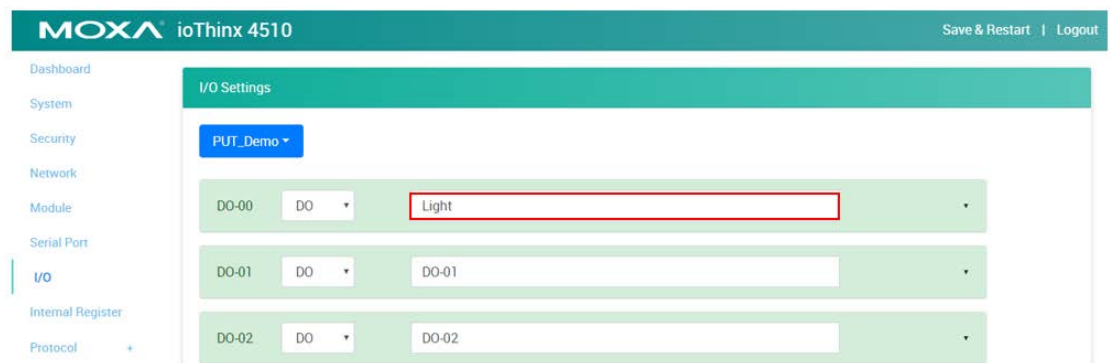 MOXA ioThinx 4510
Save & Restart | Logout
Dashboard
System
Security
Network
Module
Serial Port
I/O
Internal Register
Protocol +
I/O Settings
PUT_Demo
DO-00 DO Light
DO-01 DO DO-01
DO-02 DO DO-02